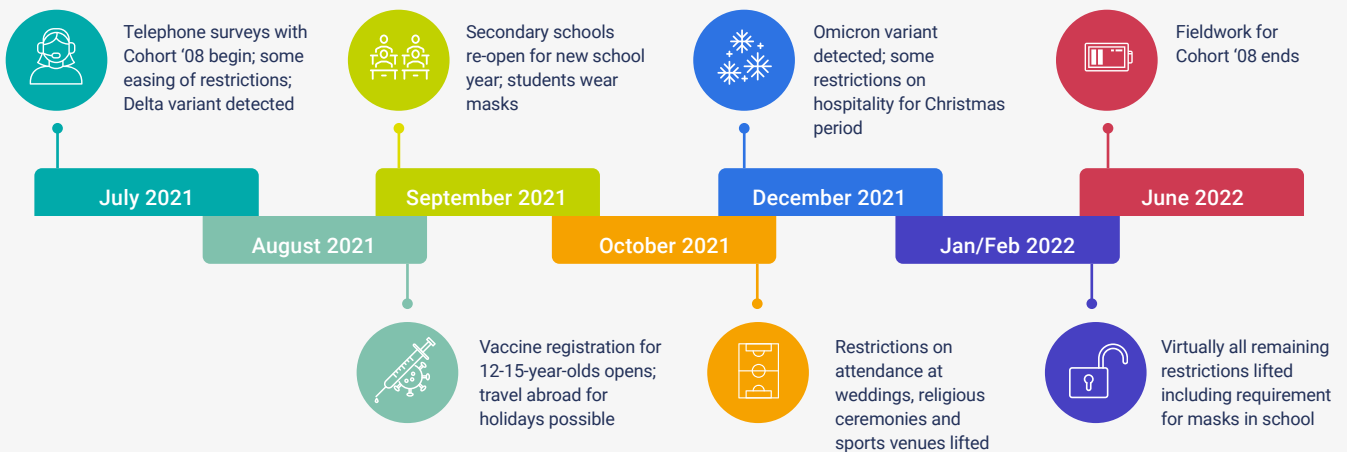 Telephone surveys with
Cohort ‘08 begin; some
easing of restrictions;
Delta variant detected
Secondary schools
re-open for new school
year; students wear
masks
Omicron variant
detected; some
restrictions on
hospitality for Christmas
period
Fieldwork for
Cohort ‘08 ends
July 2021
September 2021
December 2021
June 2022
August 2021
October 2021
Jan/Feb 2022
Vaccine registration for
12-15-year-olds opens;
travel abroad for
holidays possible
Restrictions on
attendance at
weddings, religious
ceremonies and
sports venues lifted
Virtually all remaining
restrictions lifted
including requirement
for masks in school